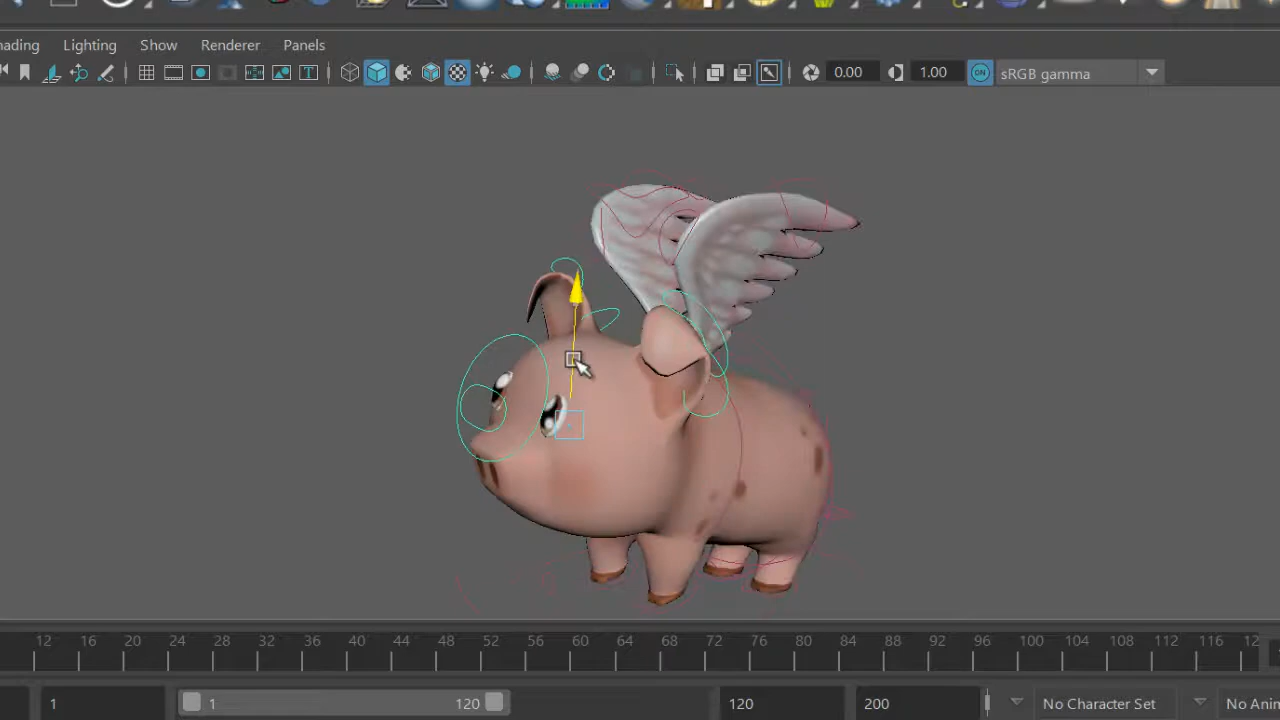 ading Lighting Show Renderer Panels
0.00 1.00 ON sRGB gamma
12 16 20 24 28 32 36 40 44 48 52 56 60 64 68 72 76 80 84 88 92 96 100 104 108 112 116 12
1 1 120 120 200 No Character Set No Anim